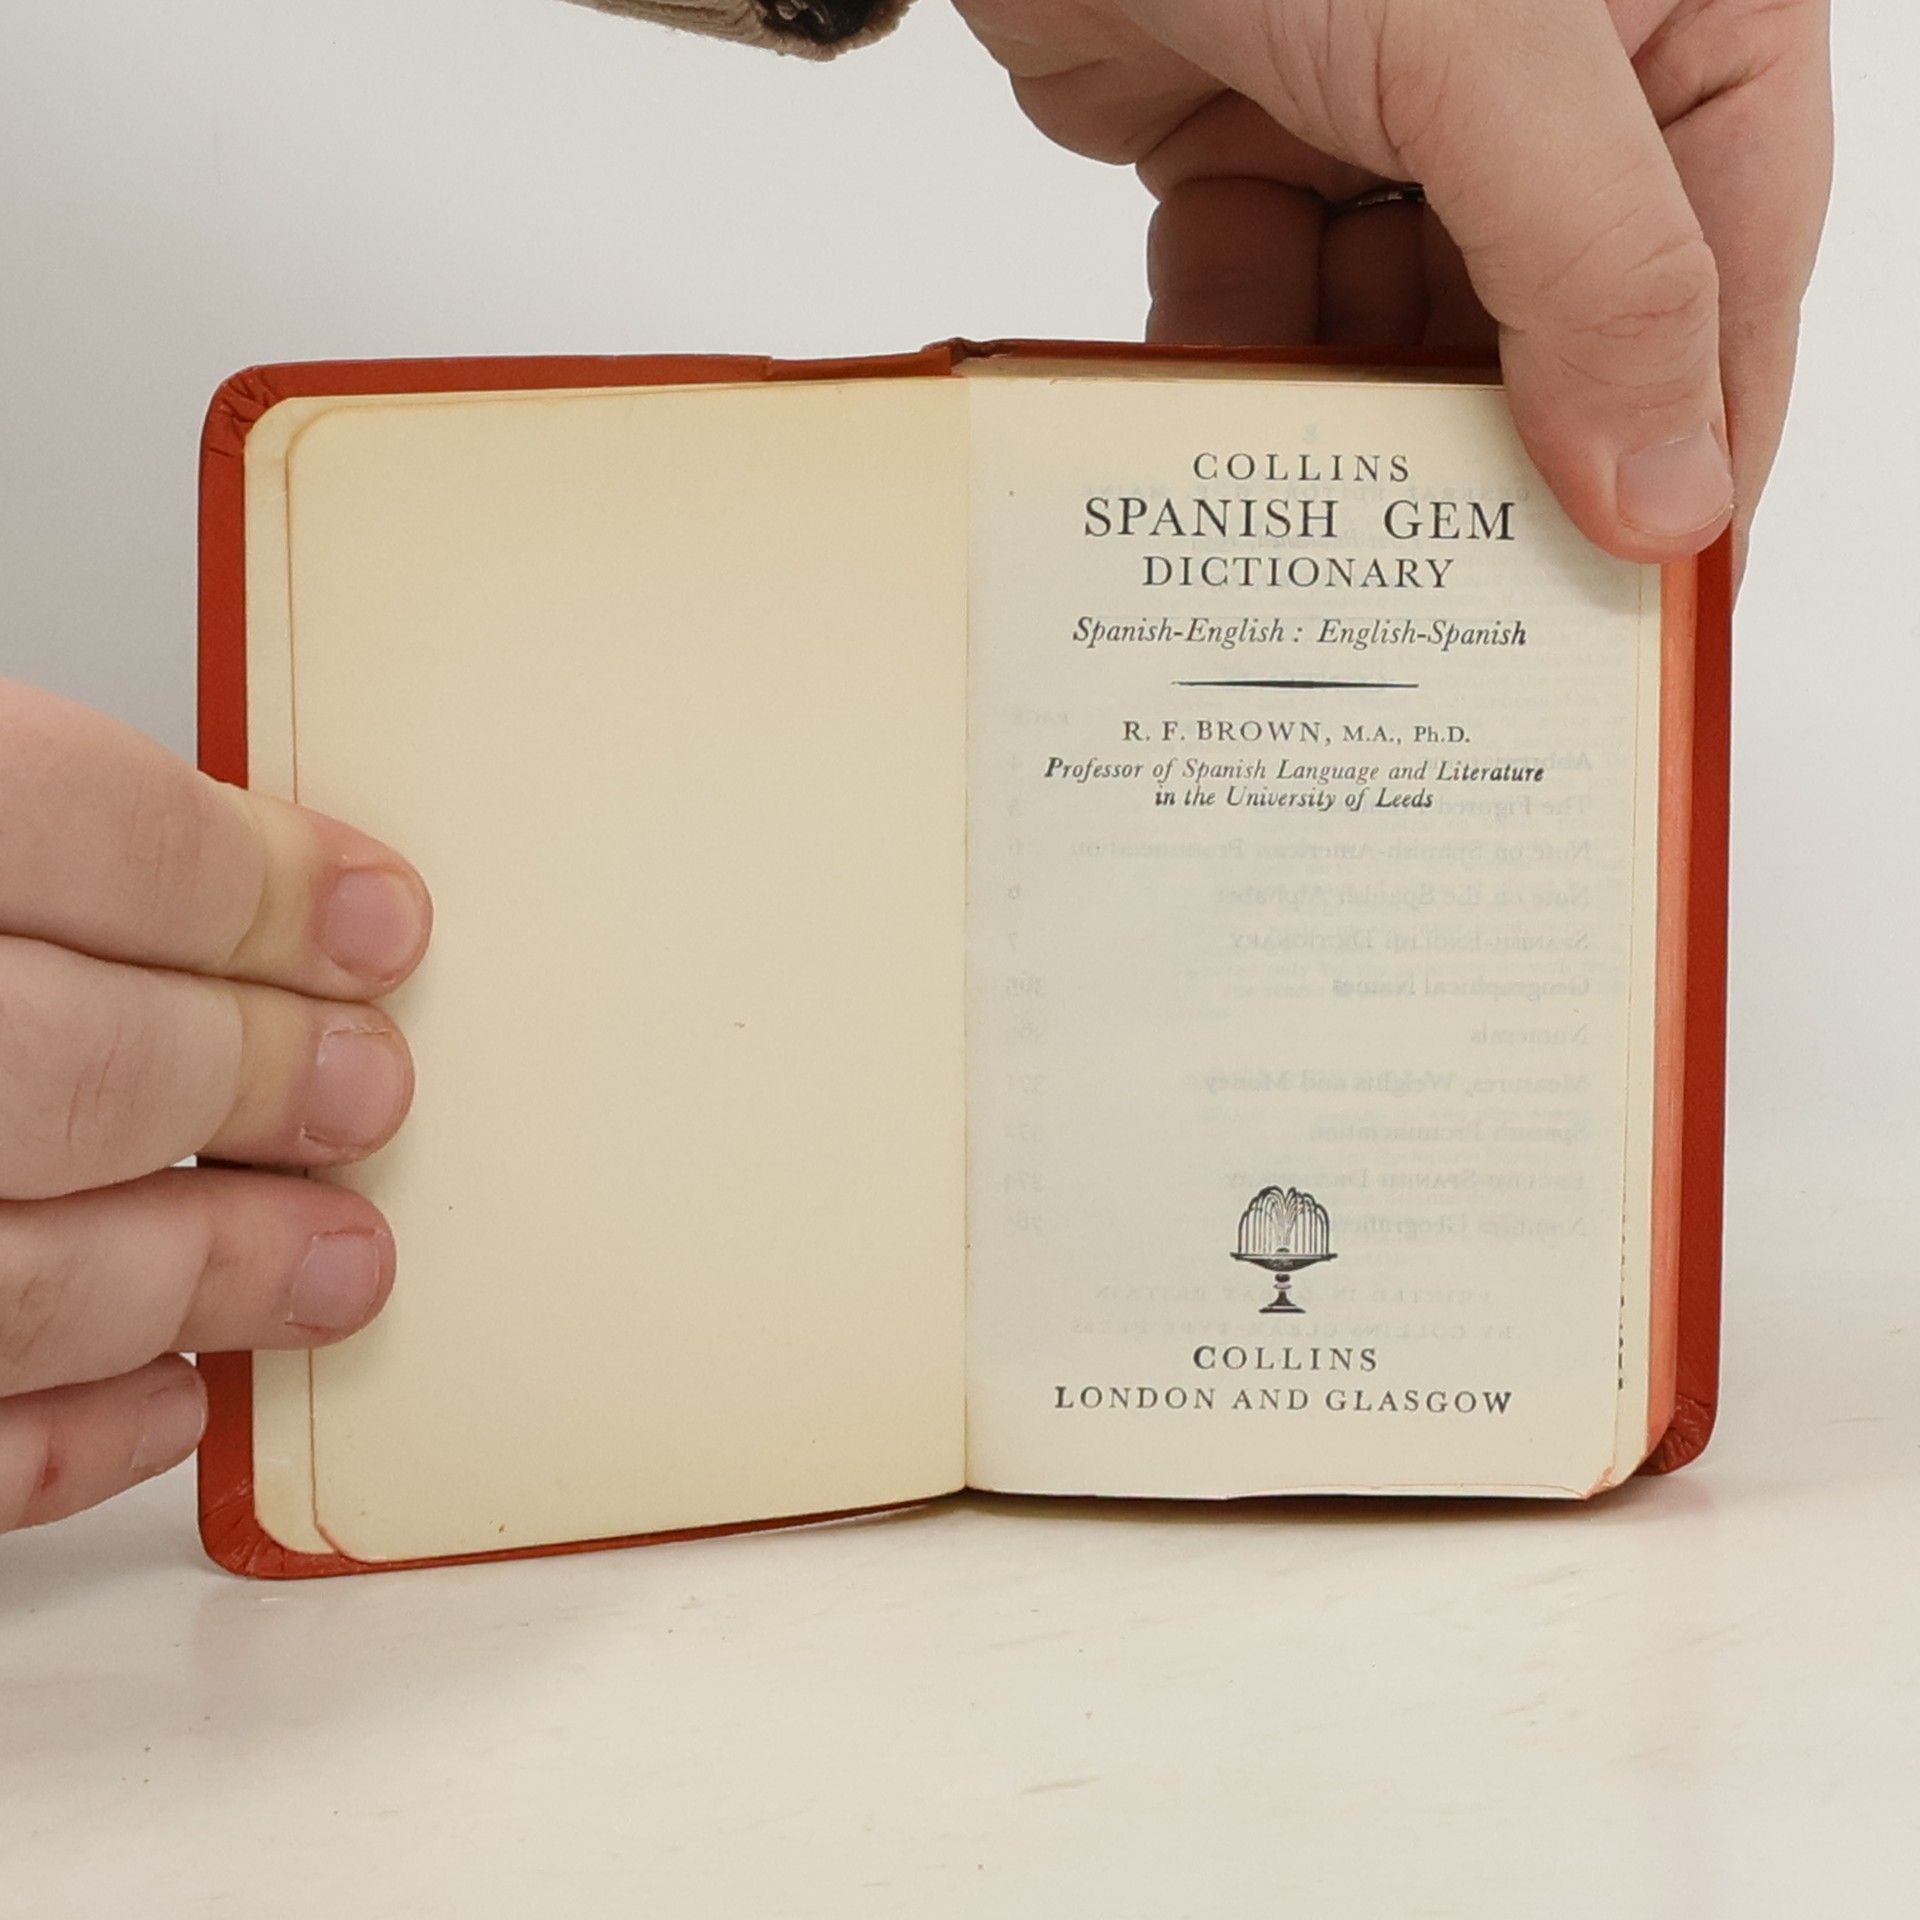 COLLINS
SPANISH GEM
DICTIONARY
Spanish-English : English-Spanish
R. F. BROWN, M.A., Ph.D.
Professor of Spanish Language and Literature
in the University of Leeds
COLLINS
LONDON AND GLASGOW